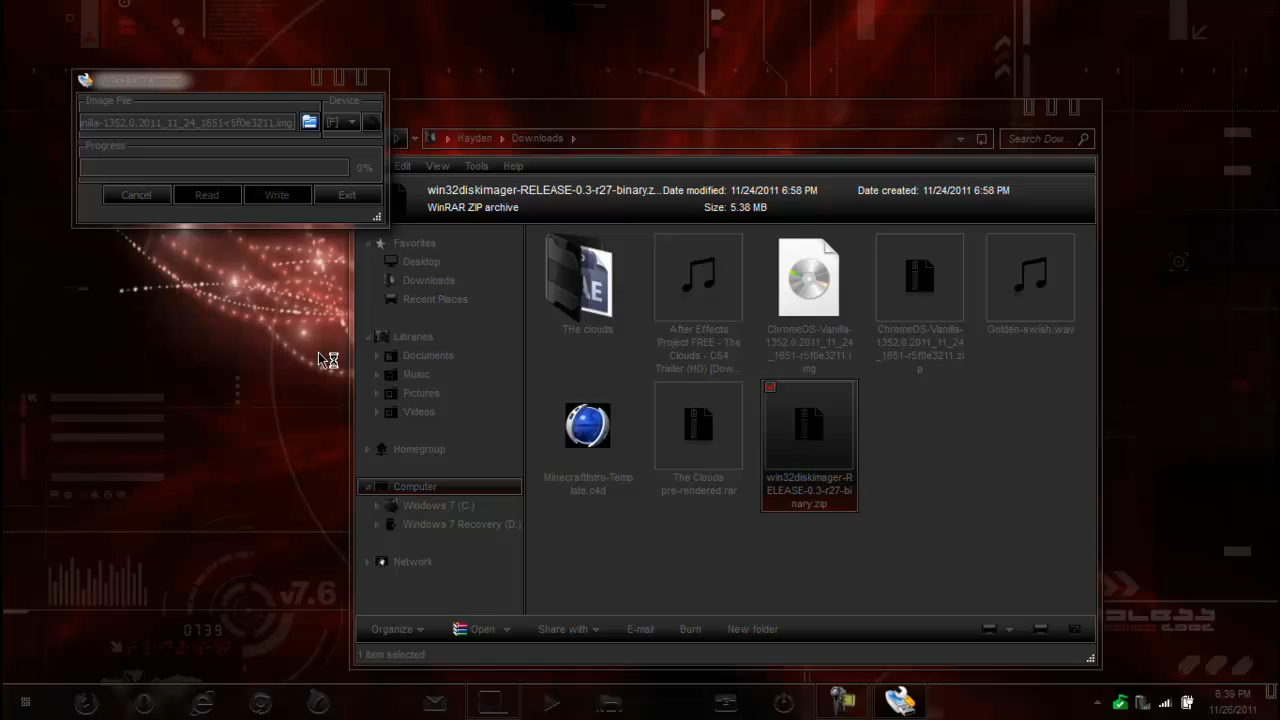 Image File
Device
nilla-1352.0.2011_11_24_1651-r5f0e3211.img
[F]
Progress
0%
Cancel
Read
Write
Exit
Hayden
Downloads
Search Dow...
Edit
View
Tools
Help
win32diskimager-RELEASE-0.3-r27-binary.z...
Date modified: 11/24/2011 6:58 PM
Date created: 11/24/2011 6:58 PM
WinRAR ZIP archive
Size: 5.38 MB
Favorites
Desktop
Downloads
Recent Places
Libraries
Documents
Music
Pictures
Videos
Homegroup
Computer
Windows 7 (C:)
Windows 7 Recovery (D:)
Network
THe clouds
After Effects
Project FREE - The
Clouds - CS4
Trailer (HD) [Dow...
ChromeOS-Vanilla-
1352.0.2011_11_24
_1651-r5f0e3211.i
mg
ChromeOS-Vanilla-
1352.0.2011_11_24
_1651-r5f0e3211.zi
p
Golden-swish.wav
MinecraftIntro-Temp
late.c4d
The Clouds
pre-rendered.rar
win32diskimager-R
ELEASE-0.3-r27-bi
nary.zip
Organize
Open
Share with
E-mail
Burn
New folder
1 item selected
v7.6
0739
6:39 PM
11/26/2011